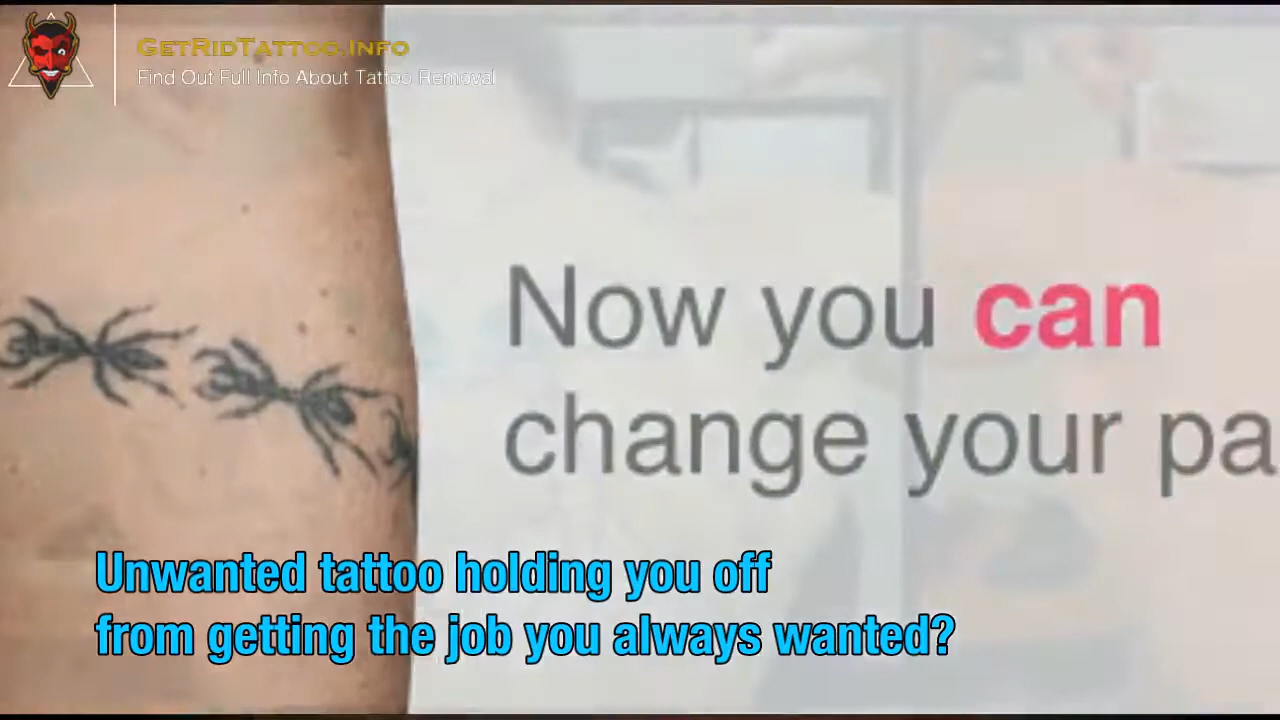 GetRidTattoo.Info
Find Out Full Info About Tattoo Removal
Now you can
change your pa
Unwanted tattoo holding you off
from getting the job you always wanted?